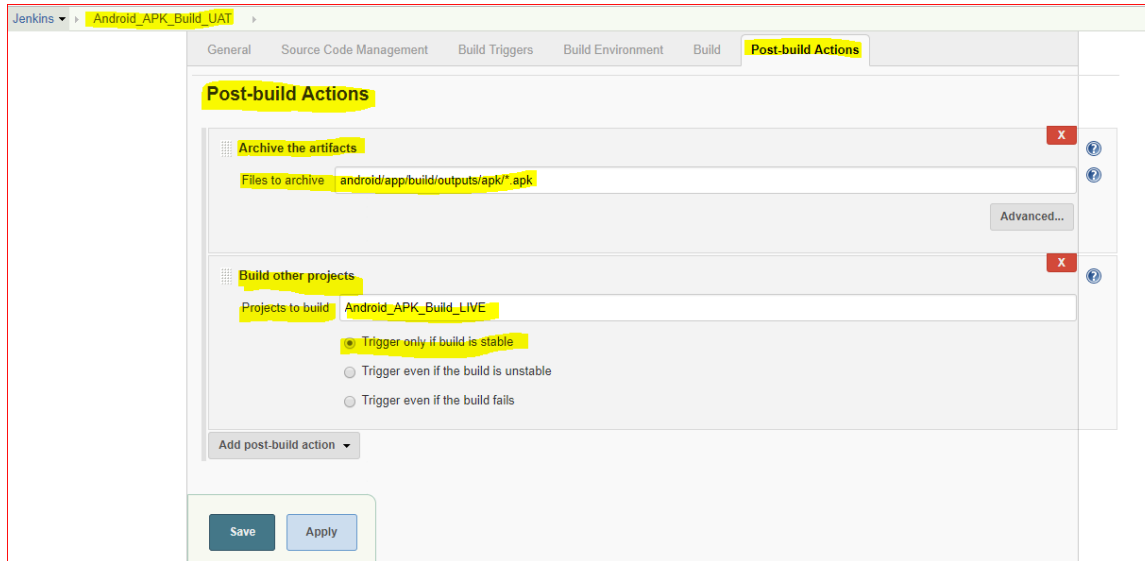 Jenkins Android_APK_Build_UAT
General Source Code Management Build Triggers Build Environment Build Post-build Actions
Post-build Actions
X
Archive the artifacts
?
Files to archive android/app/build/outputs/apk/*.apk
?
Advanced...
X
Build other projects
?
Projects to build Android_APK_Build_LIVE
Trigger only if build is stable
Trigger even if the build is unstable
Trigger even if the build fails
Add post-build action
Save Apply